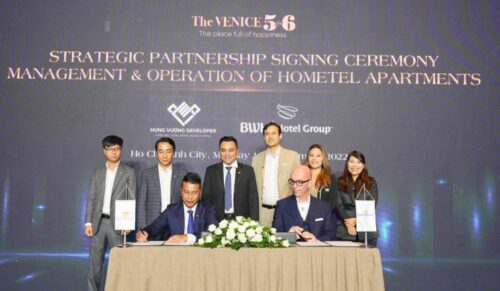 The VENICE 5&6
The place full of happiness
STRATEGIC PARTNERSHIP SIGNING CEREMONY
MANAGEMENT & OPERATION OF HOMETEL APARTMENTS
HUNG VUONG DEVELOPER
BWH Hotel Group
Ho Chi Minh City,
2022